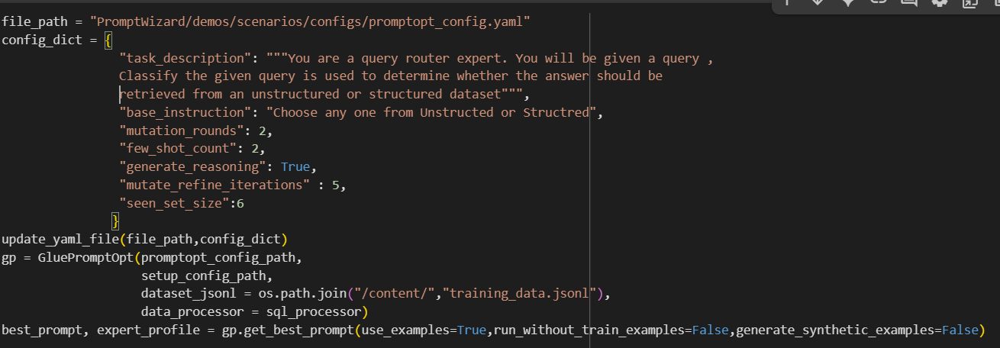 file_path = "PromptWizard/demos/scenarios/configs/promptopt_config.yaml"
config_dict = {
                "task_description": """You are a query router expert. You will be given a query ,
                Classify the given query is used to determine whether the answer should be
                retrieved from an unstructured or structured dataset""",
                "base_instruction": "Choose any one from Unstructed or Structred",
                "mutation_rounds": 2,
                "few_shot_count": 2,
                "generate_reasoning": True,
                "mutate_refine_iterations" : 5,
                "seen_set_size":6
               }
update_yaml_file(file_path,config_dict)
gp = GluePromptOpt(promptopt_config_path,
                   setup_config_path,
                   dataset_jsonl = os.path.join("/content/","training_data.jsonl"),
                   data_processor = sql_processor)
best_prompt, expert_profile = gp.get_best_prompt(use_examples=True,run_without_train_examples=False,generate_synthetic_examples=False)